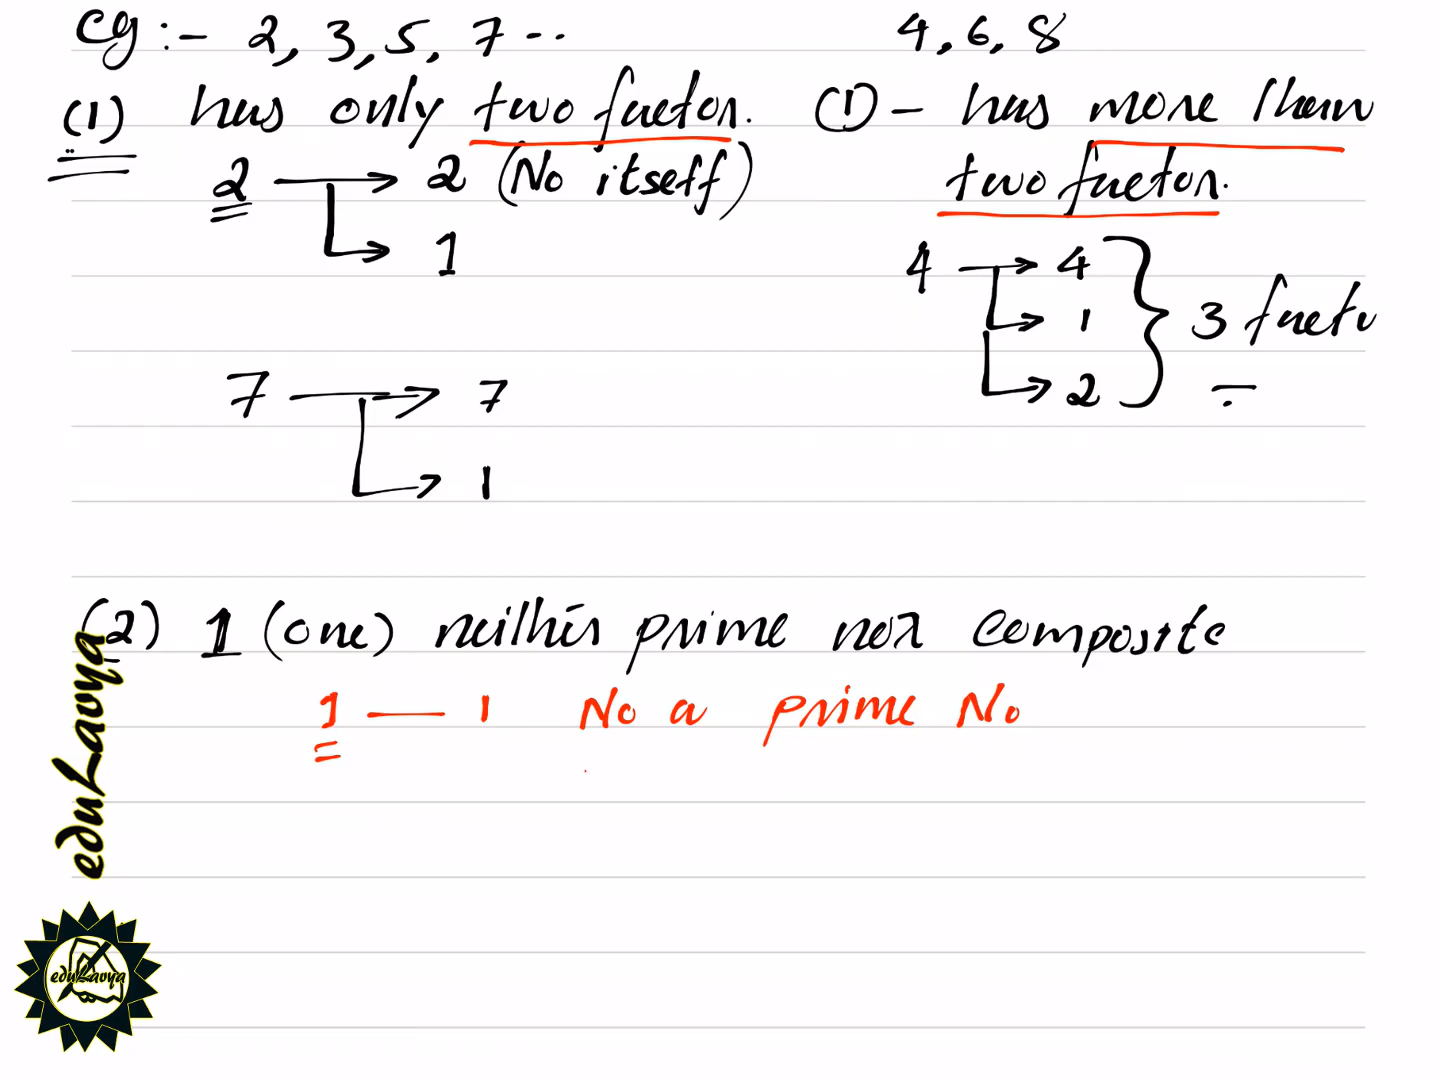 eg :- 2, 3, 5, 7 --
4, 6, 8
(1) has only two factor.
(1) - has more than
two factor.
2 → 2 (No itself)
→ 1
4 → 4
→ 1
→ 2
3 facto
7 → 7
→ 1
(2) 1 (one) neither prime nor composite
1 — 1 No a prime No
eduLavya
eduLavya